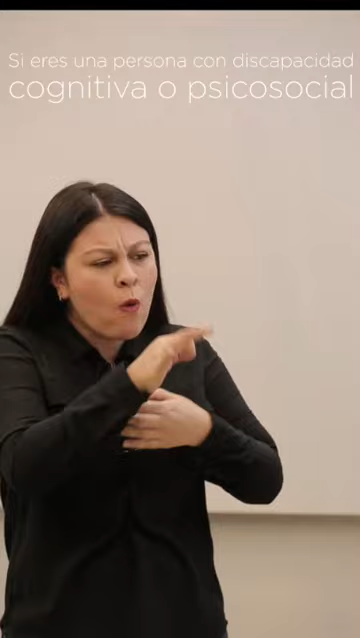 Si eres una persona con discapacidad
cognitiva o psicosocial